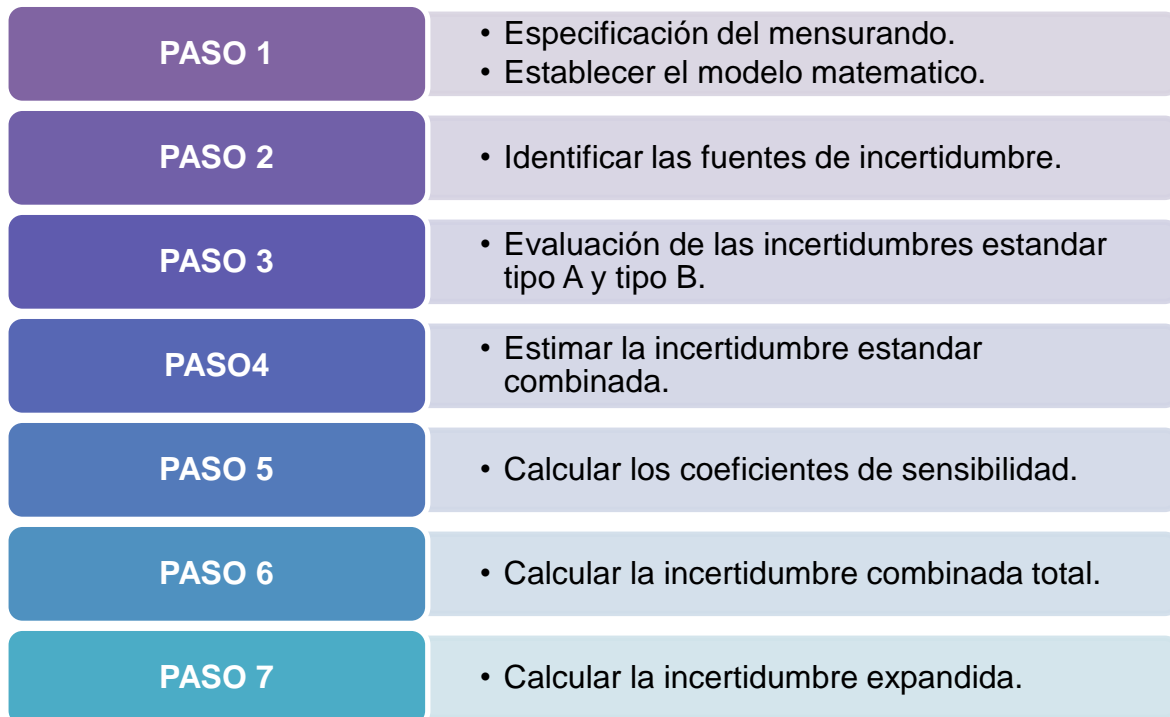 PASO 1
• Especificación del mensurando.
• Establecer el modelo matematico.
PASO 2
• Identificar las fuentes de incertidumbre.
PASO 3
• Evaluación de las incertidumbres estandar
tipo A y tipo B.
PASO4
• Estimar la incertidumbre estandar
combinada.
PASO 5
• Calcular los coeficientes de sensibilidad.
PASO 6
• Calcular la incertidumbre combinada total.
PASO 7
• Calcular la incertidumbre expandida.